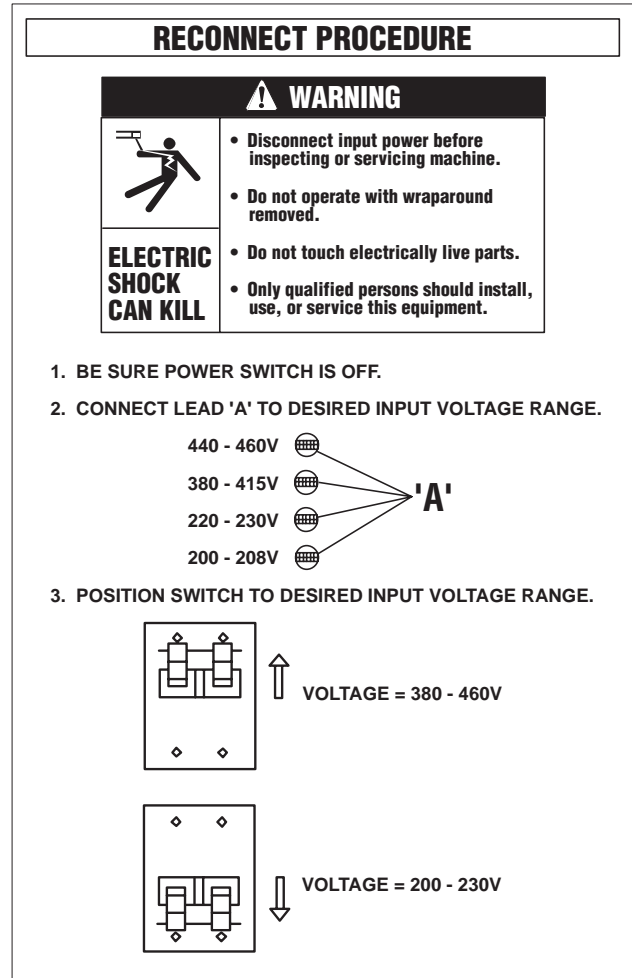 RECONNECT PROCEDURE
WARNING
ELECTRIC
SHOCK
CAN KILL
• Disconnect input power before
inspecting or servicing machine.
• Do not operate with wraparound
removed.
• Do not touch electrically live parts.
• Only qualified persons should install,
use, or service this equipment.
1. BE SURE POWER SWITCH IS OFF.
2. CONNECT LEAD 'A' TO DESIRED INPUT VOLTAGE RANGE.
440 - 460V
380 - 415V
220 - 230V
200 - 208V
'A'
3. POSITION SWITCH TO DESIRED INPUT VOLTAGE RANGE.
VOLTAGE = 380 - 460V
VOLTAGE = 200 - 230V